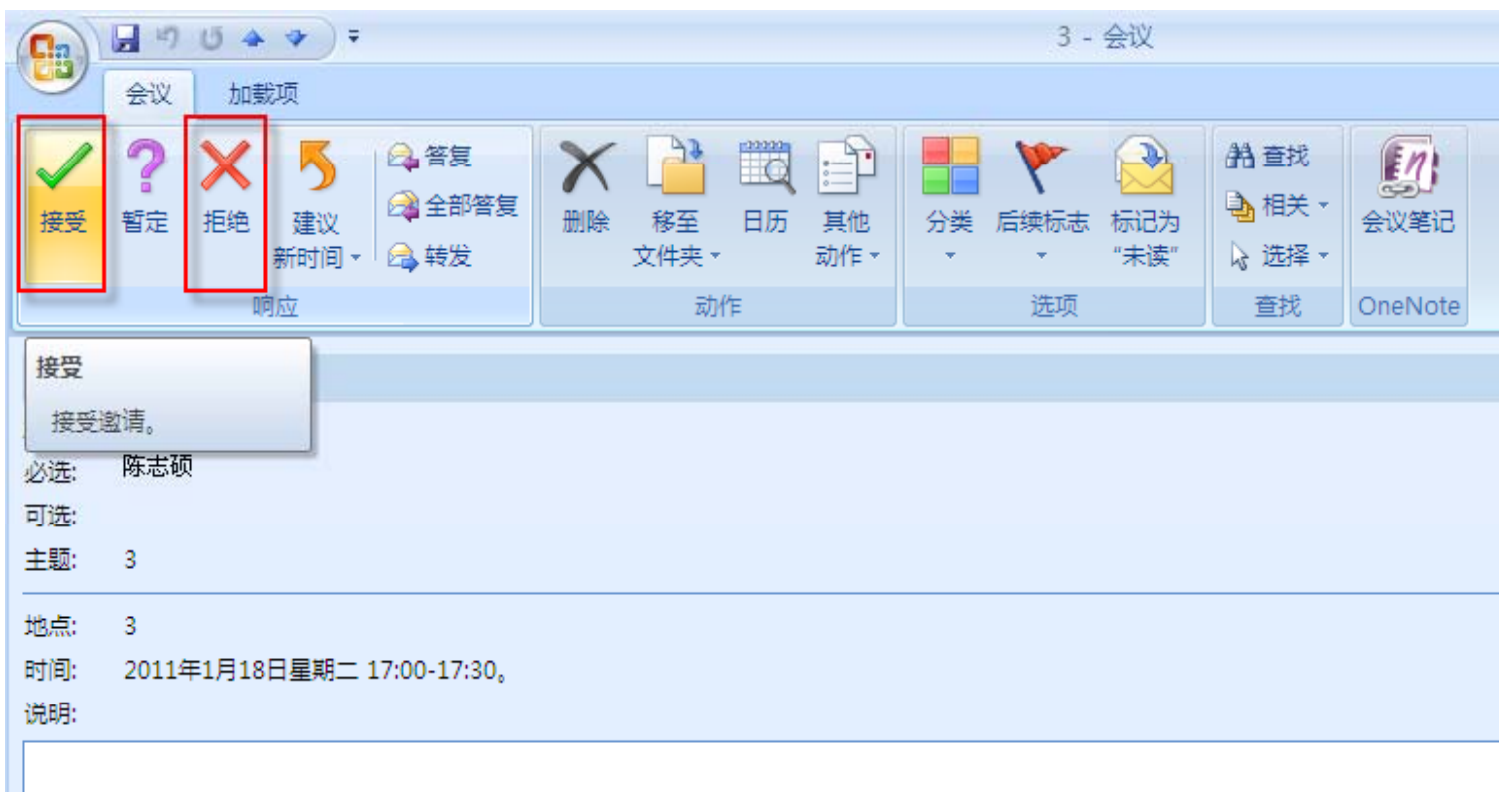 3 - 会议
会议 加载项
接受 暂定 拒绝 建议新时间 答复 全部答复 转发
删除 移至文件夹 日历 其他动作
分类 后续标志 标记为“未读”
查找 相关 选择
会议笔记
响应 动作 选项 查找 OneNote
接受
接受邀请。
必选: 陈志硕
可选:
主题: 3
地点: 3
时间: 2011年1月18日星期二 17:00-17:30。
说明: